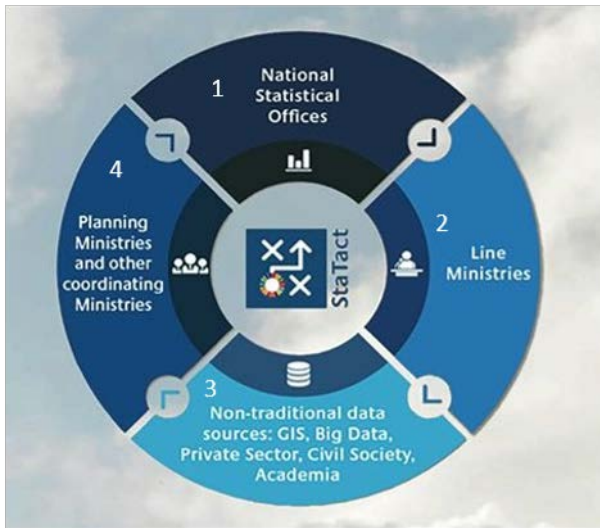 1
National
Statistical
Offices
2
Line
Ministries
3
Non-traditional data
sources: GIS, Big Data,
Private Sector, Civil Society,
Academia
4
Planning
Ministries
and other
coordinating
Ministries
StaTact